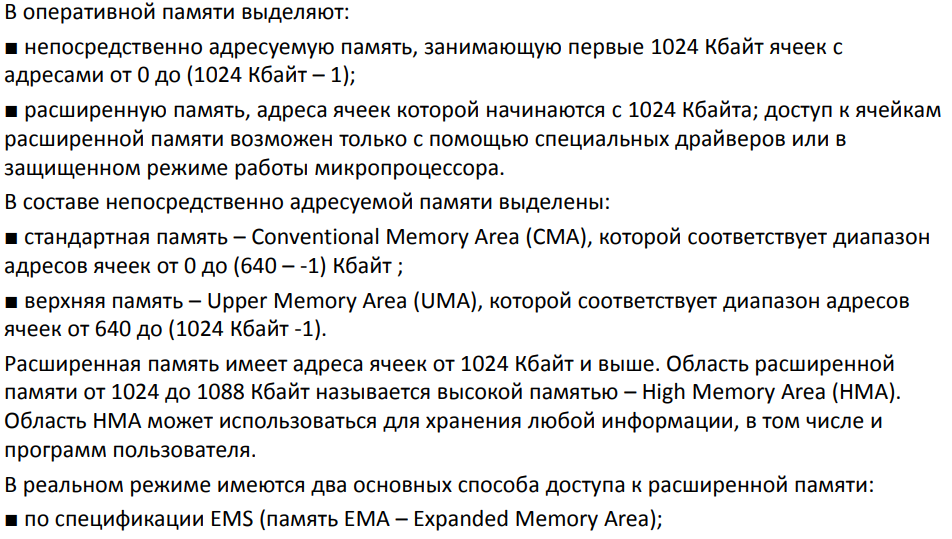 В оперативной памяти выделяют:
■ непосредственно адресуемую память, занимающую первые 1024 Кбайт ячеек с
адресами от 0 до (1024 Кбайт – 1);
■ расширенную память, адреса ячеек которой начинаются с 1024 Кбайта; доступ к ячейкам
расширенной памяти возможен только с помощью специальных драйверов или в
защищенном режиме работы микропроцессора.
В составе непосредственно адресуемой памяти выделены:
■ стандартная память – Conventional Memory Area (CMA), которой соответствует диапазон
адресов ячеек от 0 до (640 – -1) Кбайт ;
■ верхняя память – Upper Memory Area (UMA), которой соответствует диапазон адресов
ячеек от 640 до (1024 Кбайт -1).
Расширенная память имеет адреса ячеек от 1024 Кбайт и выше. Область расширенной
памяти от 1024 до 1088 Кбайт называется высокой памятью – High Memory Area (HMA).
Область HMA может использоваться для хранения любой информации, в том числе и
программ пользователя.
В реальном режиме имеются два основных способа доступа к расширенной памяти:
■ по спецификации EMS (память EMA – Expanded Memory Area);